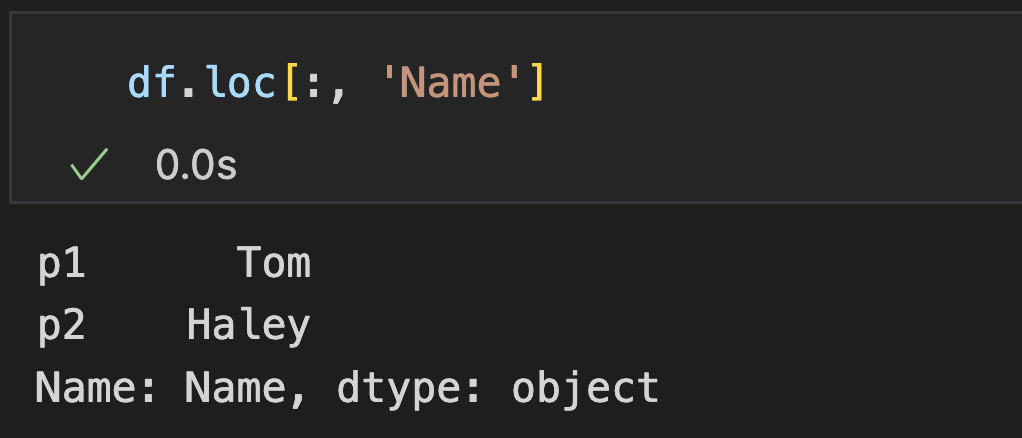 df.loc[:, 'Name']
0.0s
p1 Tom
p2 Haley
Name: Name, dtype: object